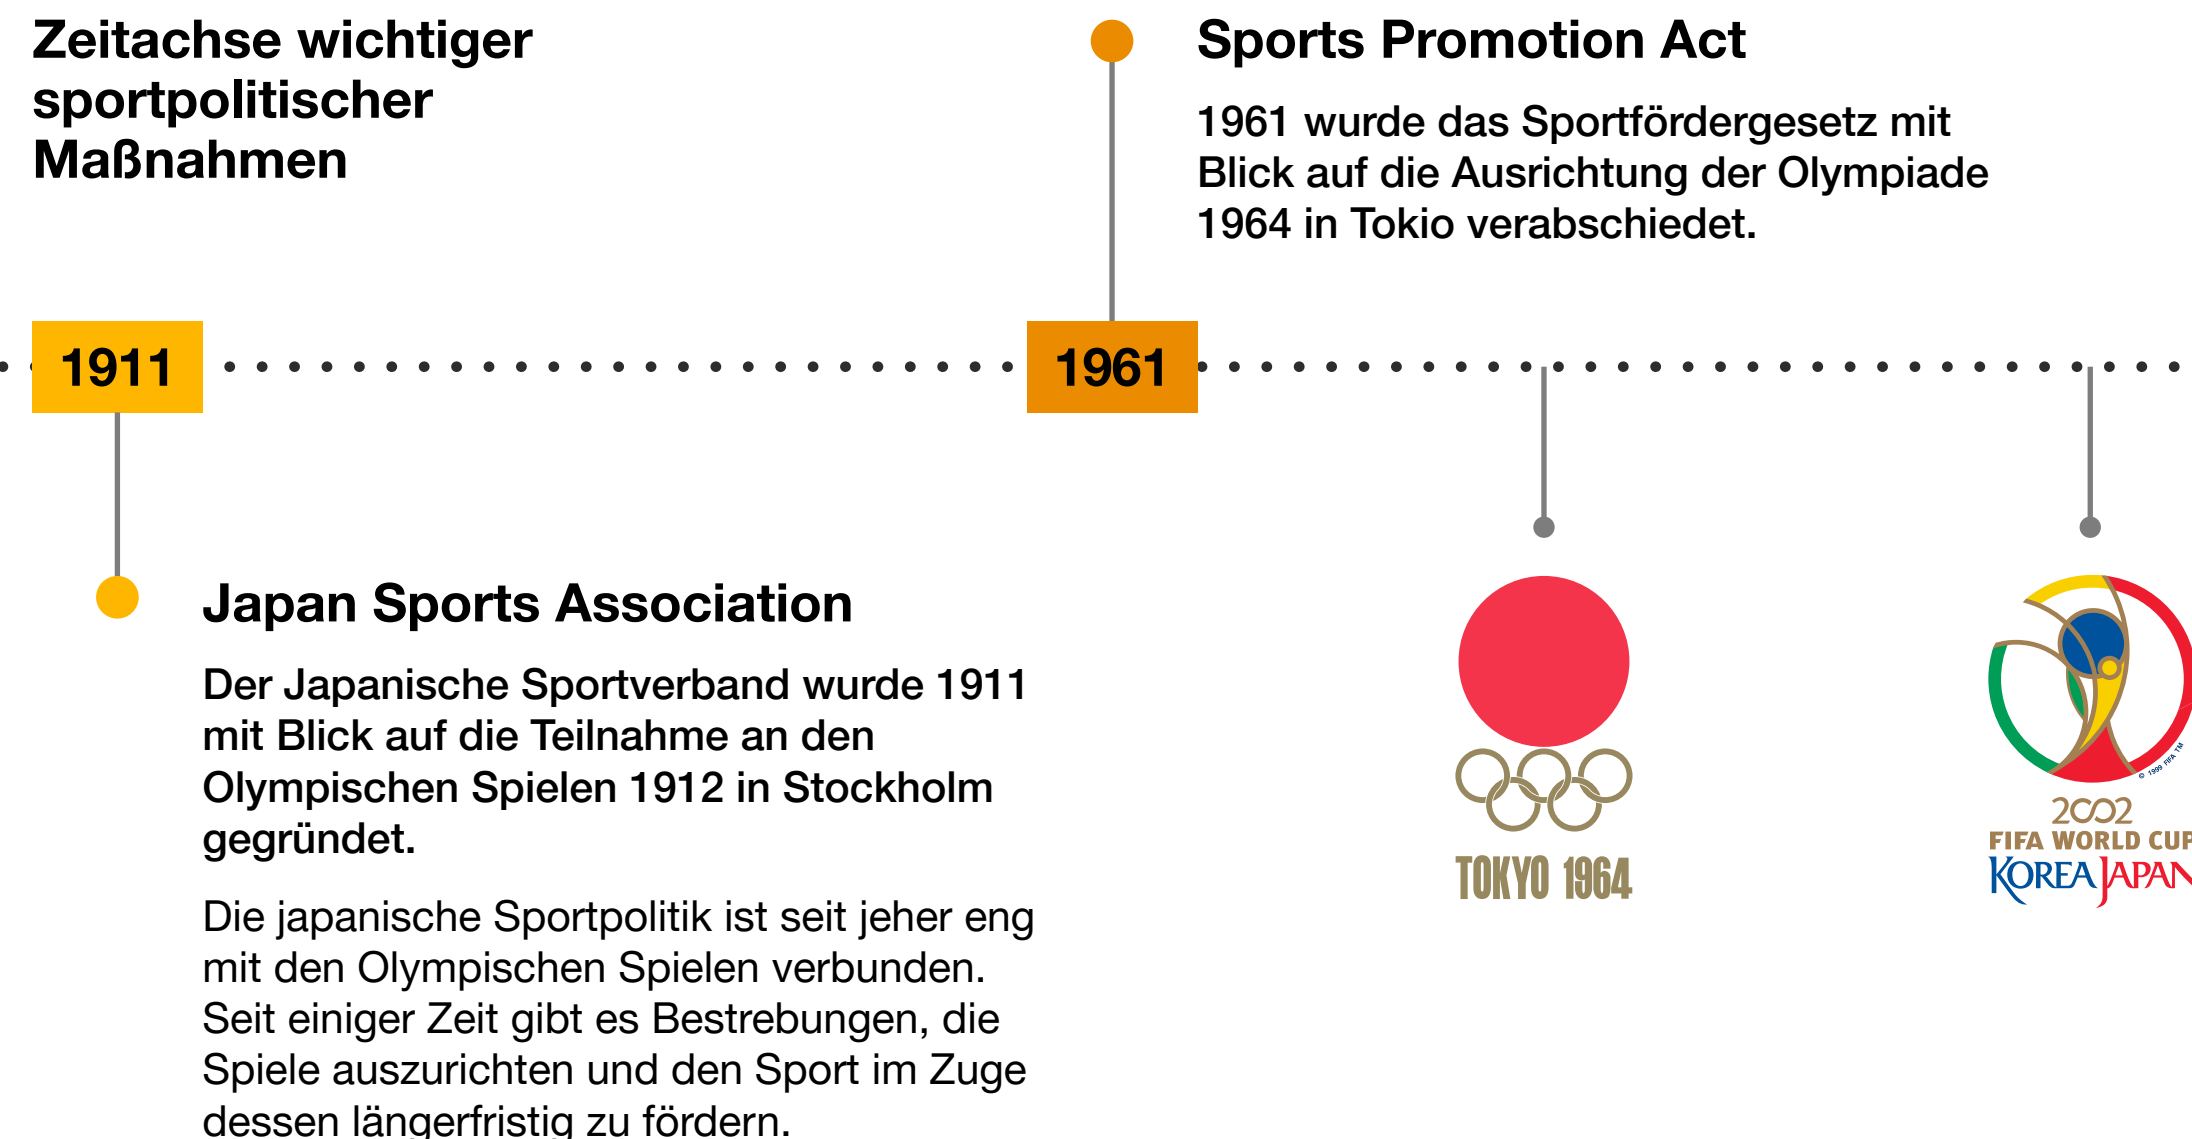 Zeitachse wichtiger
sportpolitischer
Maßnahmen
Sports Promotion Act
1961 wurde das Sportfördergesetz mit
Blick auf die Ausrichtung der Olympiade
1964 in Tokio verabschiedet.
1911
1961
Japan Sports Association
Der Japanische Sportverband wurde 1911
mit Blick auf die Teilnahme an den
Olympischen Spielen 1912 in Stockholm
gegründet.
Die japanische Sportpolitik ist seit jeher eng
mit den Olympischen Spielen verbunden.
Seit einiger Zeit gibt es Bestrebungen, die
Spiele auszurichten und den Sport im Zuge
dessen längerfristig zu fördern.
TOKYO 1964
© 1999 FIFA TM
2002
FIFA WORLD CUP
KOREA JAPAN